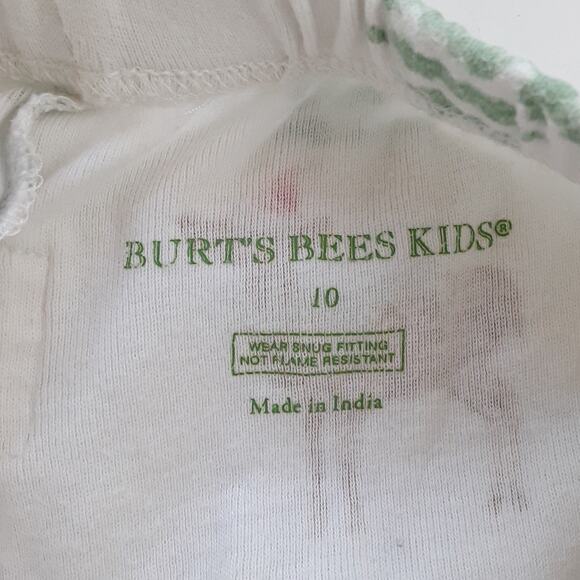 BURT'S BEES KIDS®
10
WEAR SNUG FITTING
NOT FLAME RESISTANT
Made in India